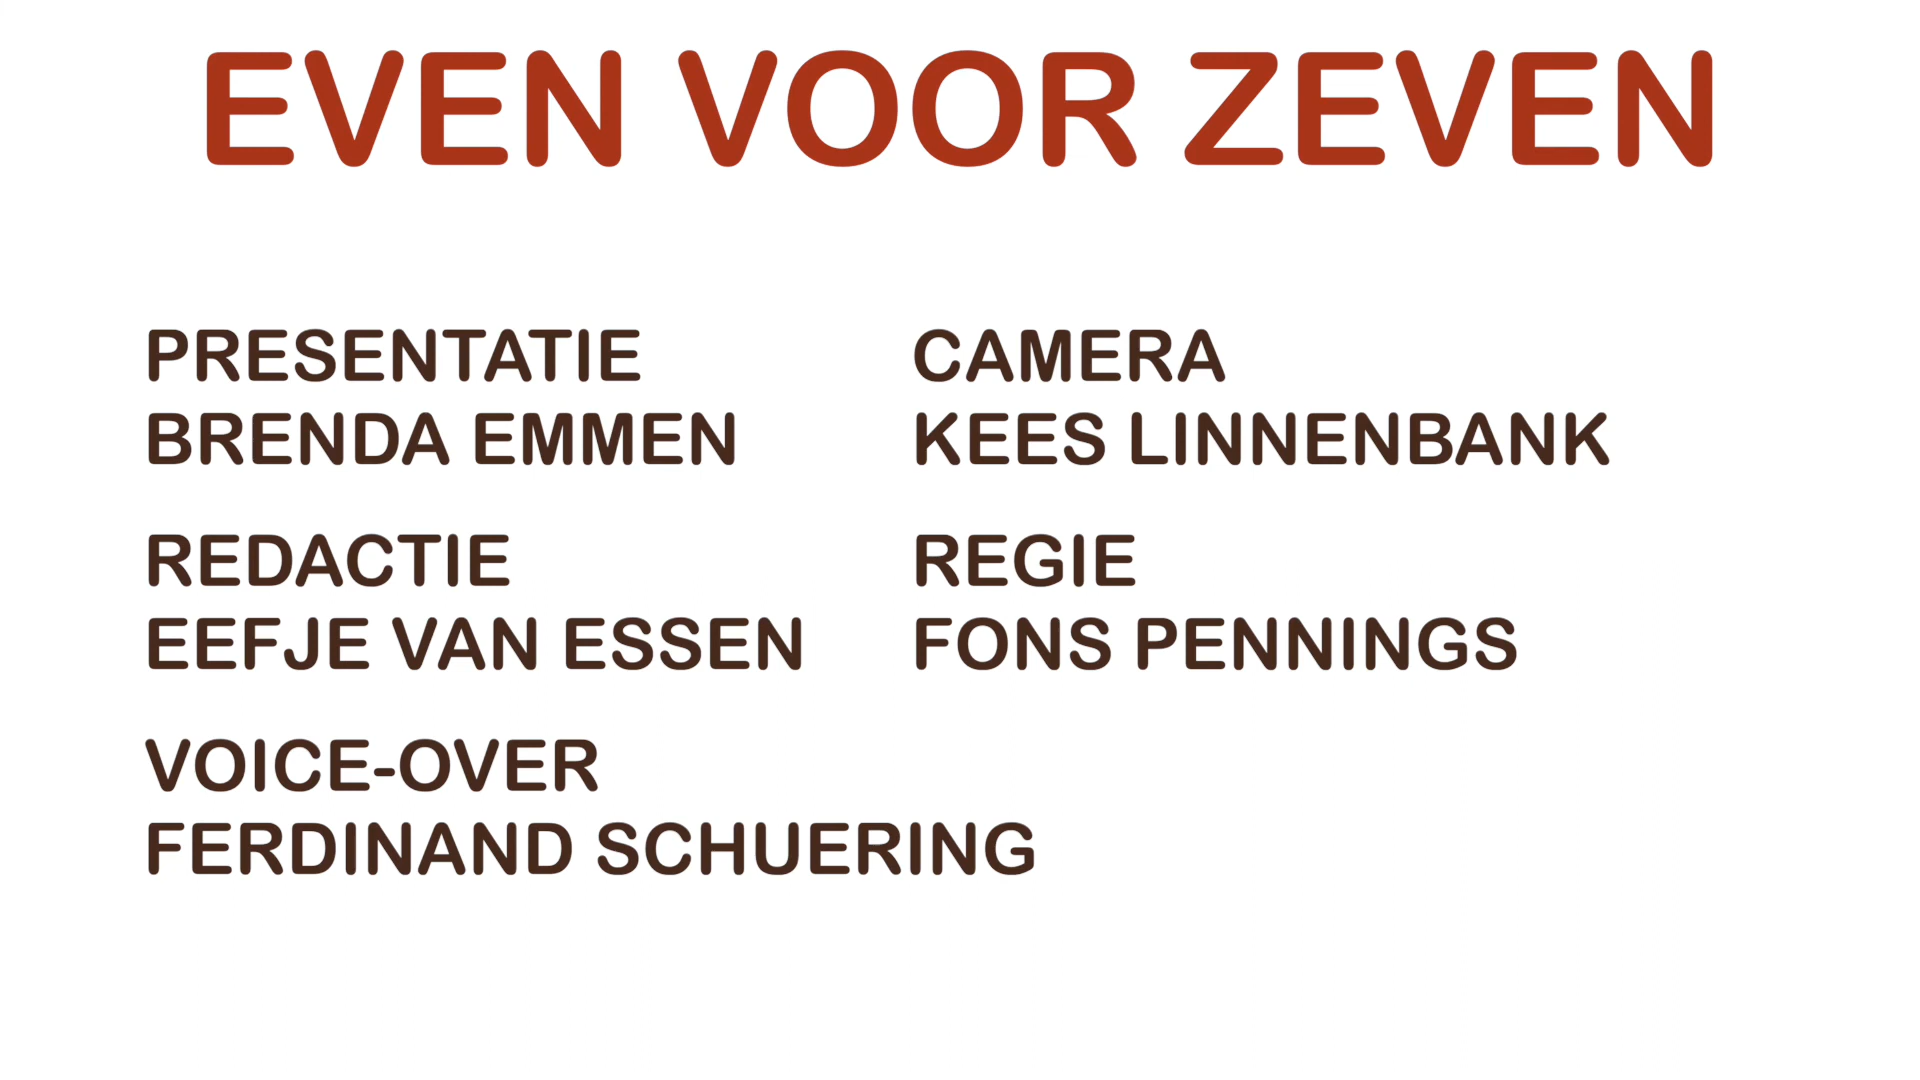 EVEN VOOR ZEVEN
PRESENTATIE
BRENDA EMMEN
REDACTIE
EEFJE VAN ESSEN
VOICE-OVER
FERDINAND SCHUERING
CAMERA
KEES LINNENBANK
REGIE
FONS PENNINGS